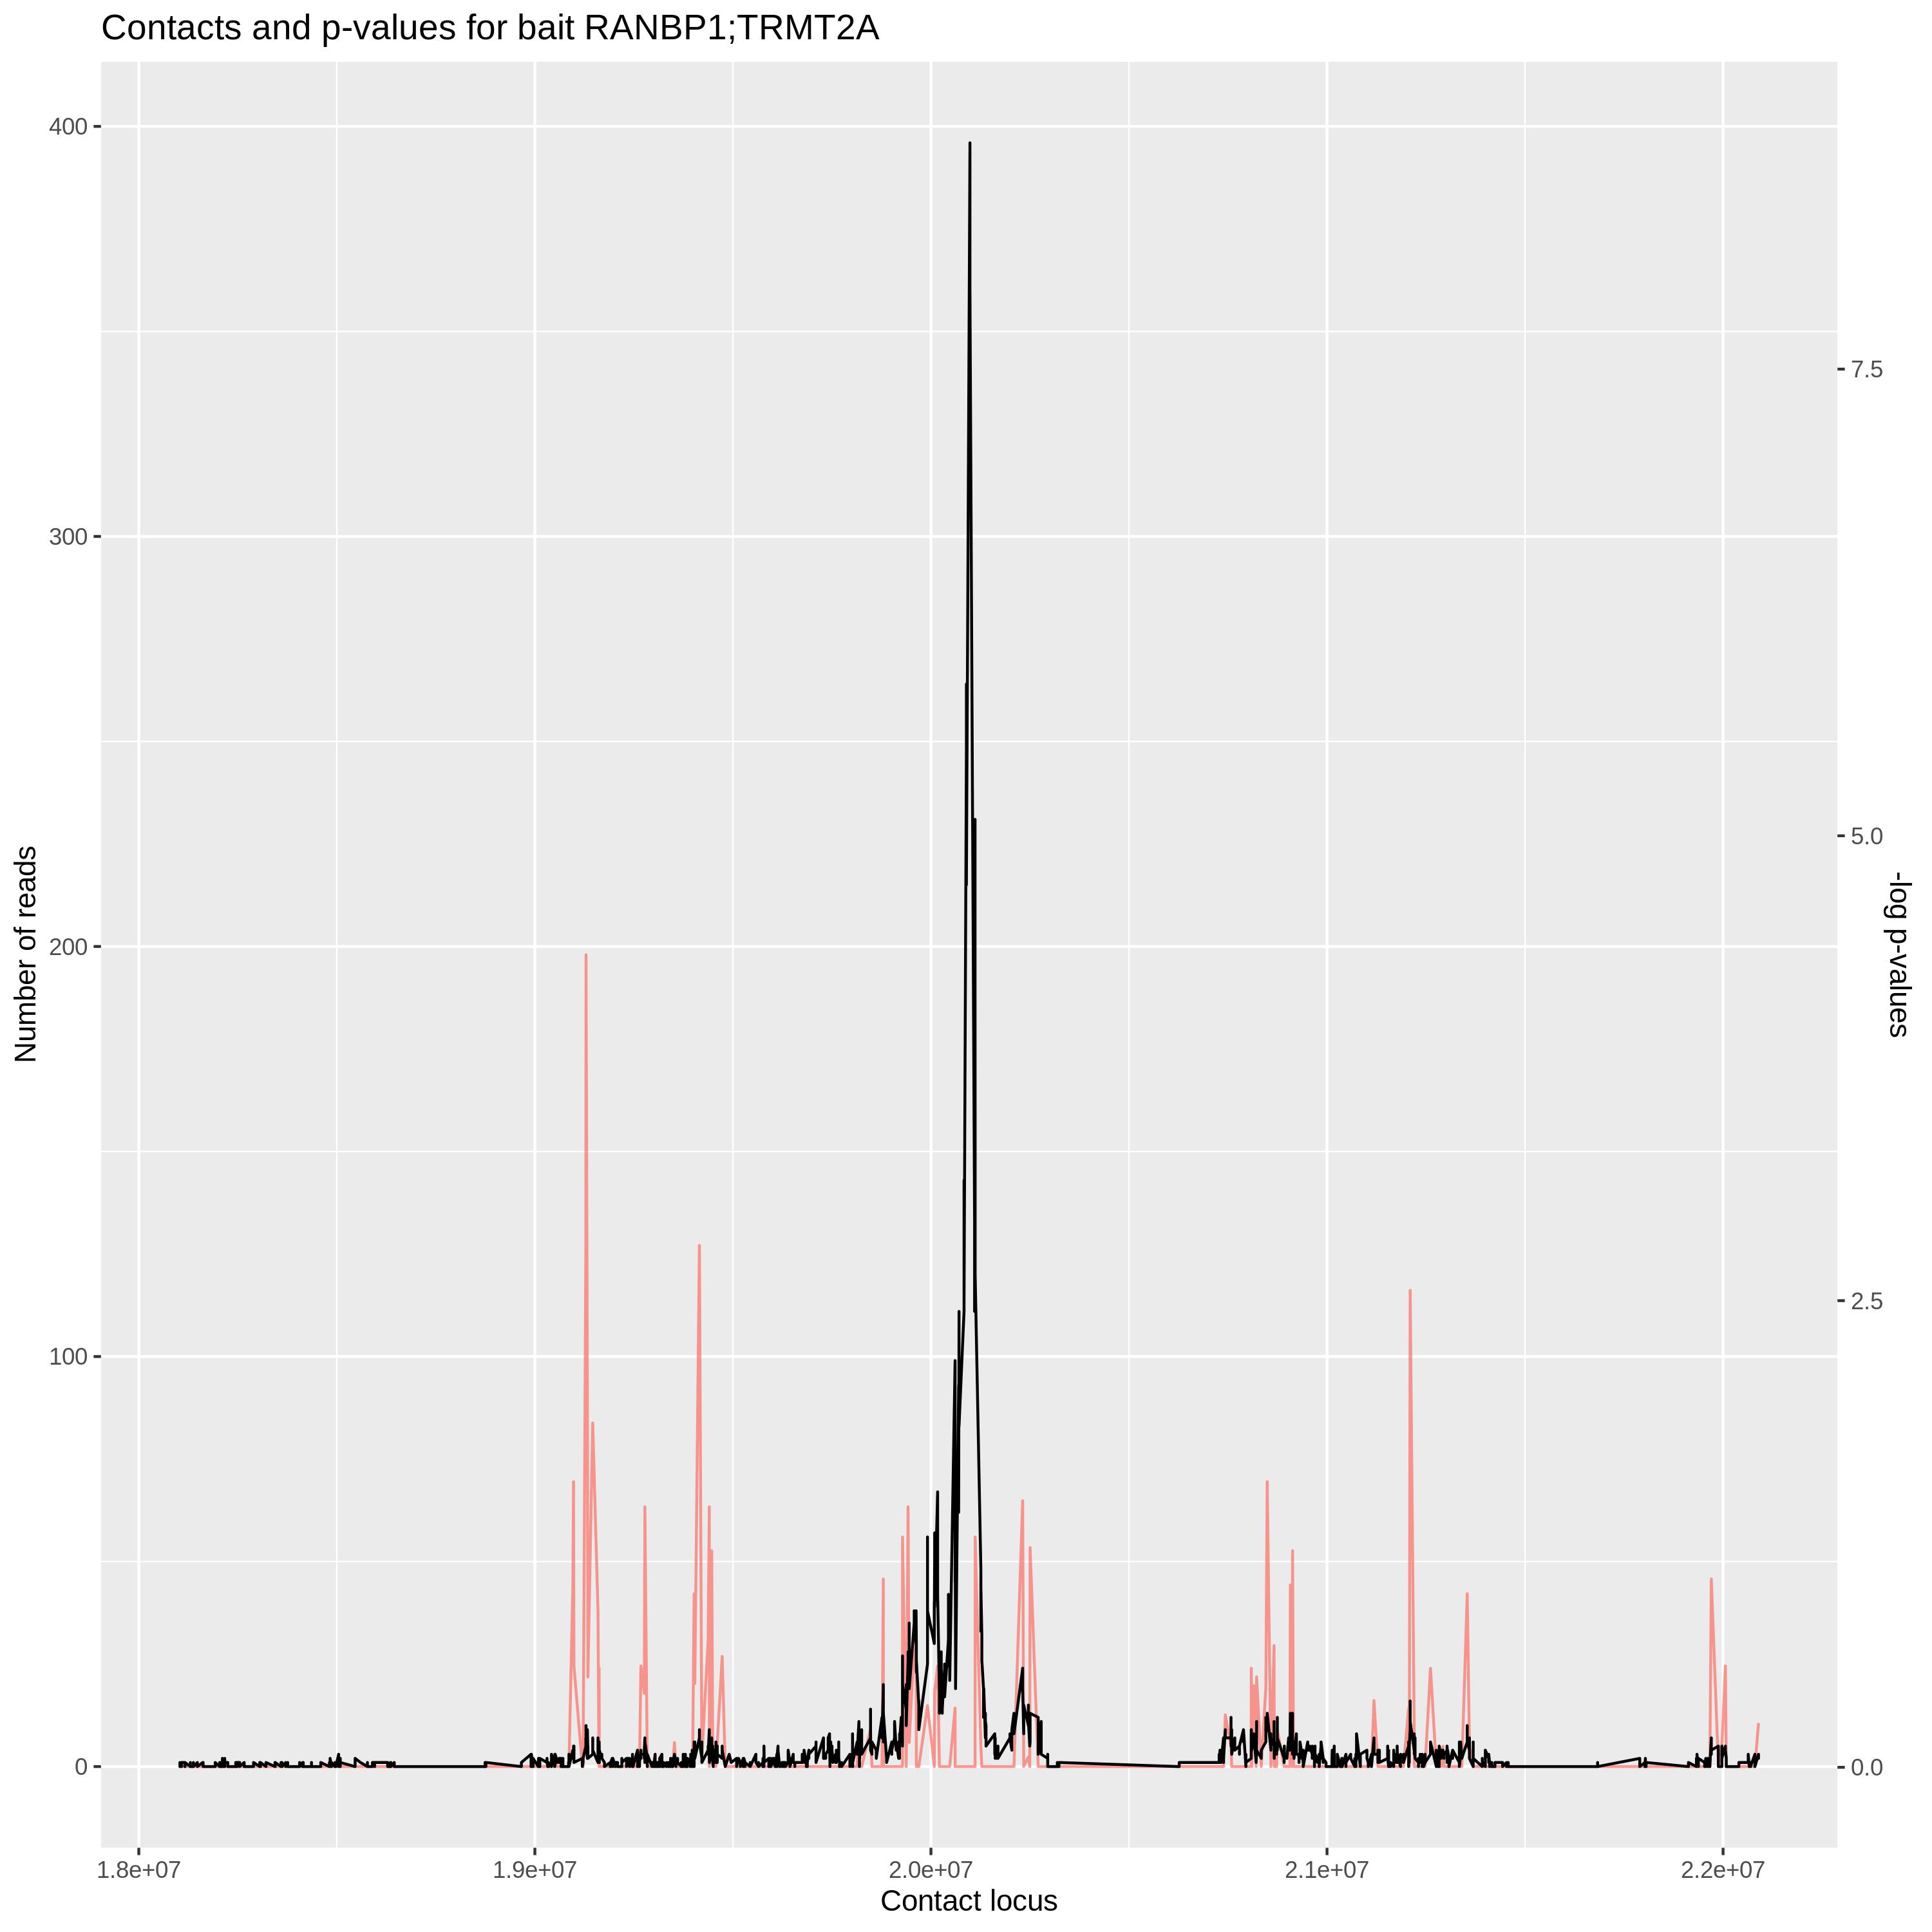 Contacts and p-values for bait RANBP1;TRMT2A
400
300
200
100
0
Number of reads
7.5
5.0
2.5
0.0
-log p-values
1.8e+07
1.9e+07
2.0e+07
2.1e+07
2.2e+07
Contact locus